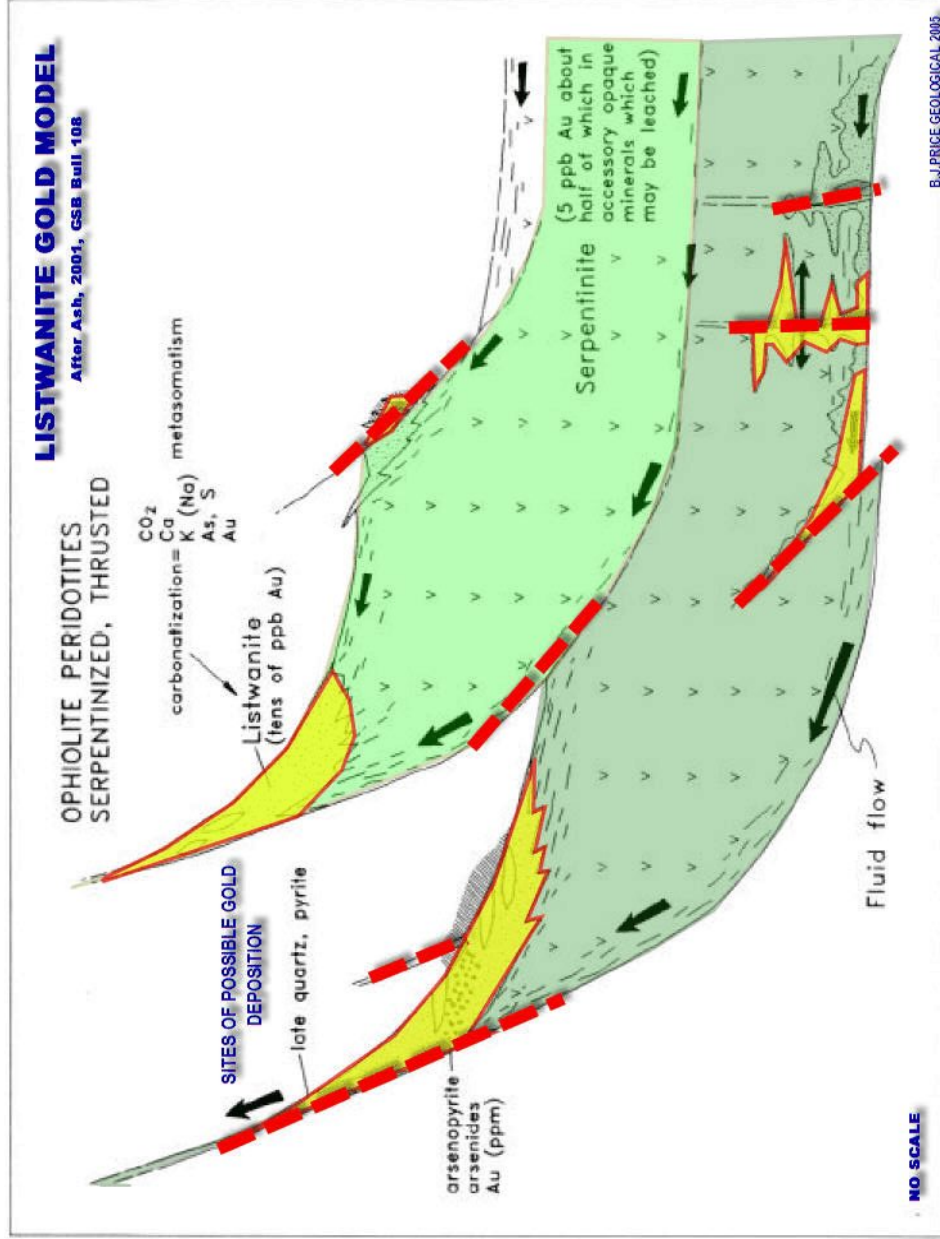 LISTWANITE GOLD MODEL
After Ash, 2001, GSB Bull 108
OPHIOLITE PERIDOTITES
SERPENTINIZED, THRUSTED
carbonatization=
CO2
Ca
K (Na)
As, S
Au
metasomatism
Listwanite
(tens of ppb Au)
SITES OF POSSIBLE GOLD
DEPOSITION
late quartz, pyrite
arsenopyrite
arsenides
Au (ppm)
Serpentinite
(5 ppb Au about
half of which in
accessory opaque
minerals which
may be leached)
Fluid flow
NO SCALE
B.J.PRICE GEOLOGICAL 2005